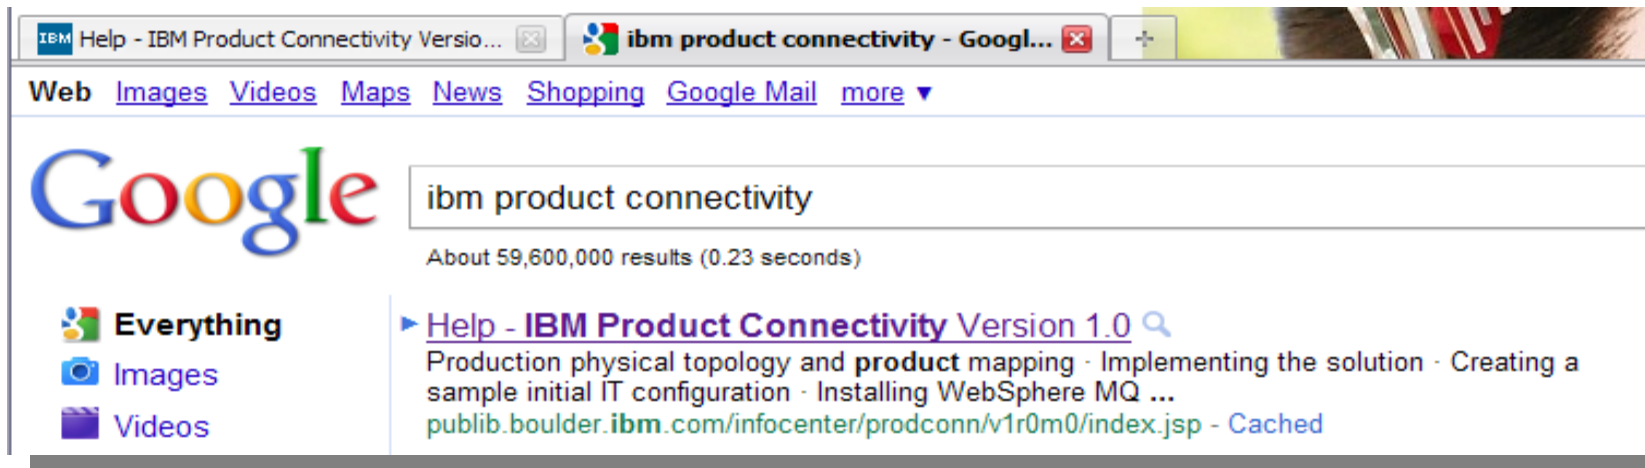 IBM Help - IBM Product Connectivity Versio... ibm product connectivity - Googl... +
Web Images Videos Maps News Shopping Google Mail more ▼
Google ibm product connectivity
About 59,600,000 results (0.23 seconds)
Everything
Images
Videos
Help - IBM Product Connectivity Version 1.0
Production physical topology and product mapping · Implementing the solution · Creating a
sample initial IT configuration · Installing WebSphere MQ ...
publib.boulder.ibm.com/infocenter/prodconn/v1r0m0/index.jsp - Cached